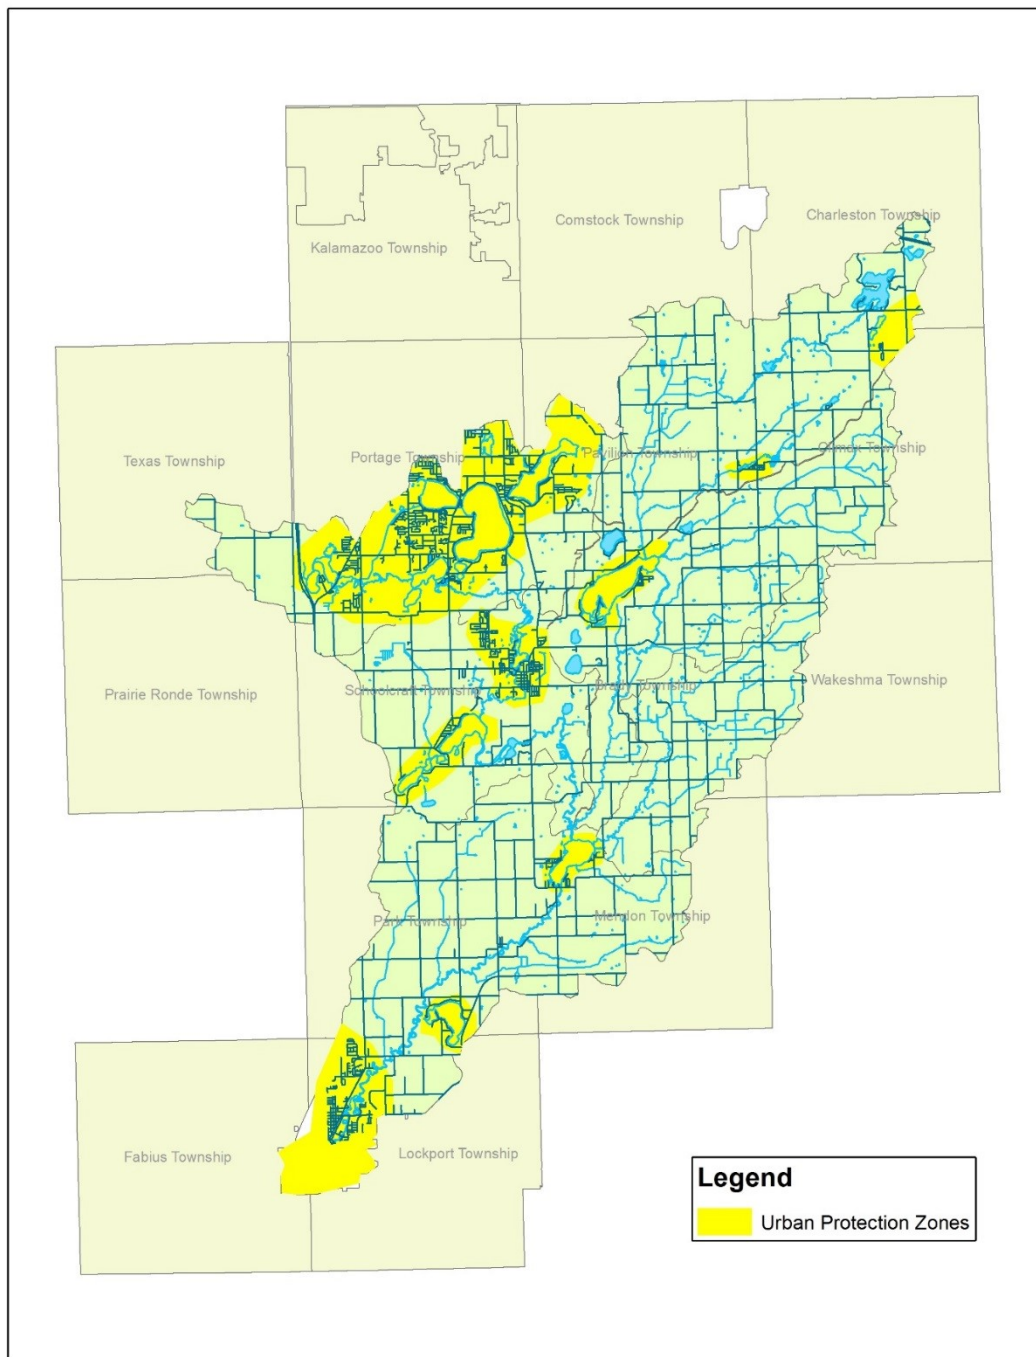 Comstock Township
Charleston Township
Kalamazoo Township
Texas Township
Portage Township
Pavilion Township
Climax Township
Prairie Ronde Township
Schoolcraft Township
Brady Township
Wakeshma Township
Park Township
Mendon Township
Fabius Township
Lockport Township
Legend
Urban Protection Zones